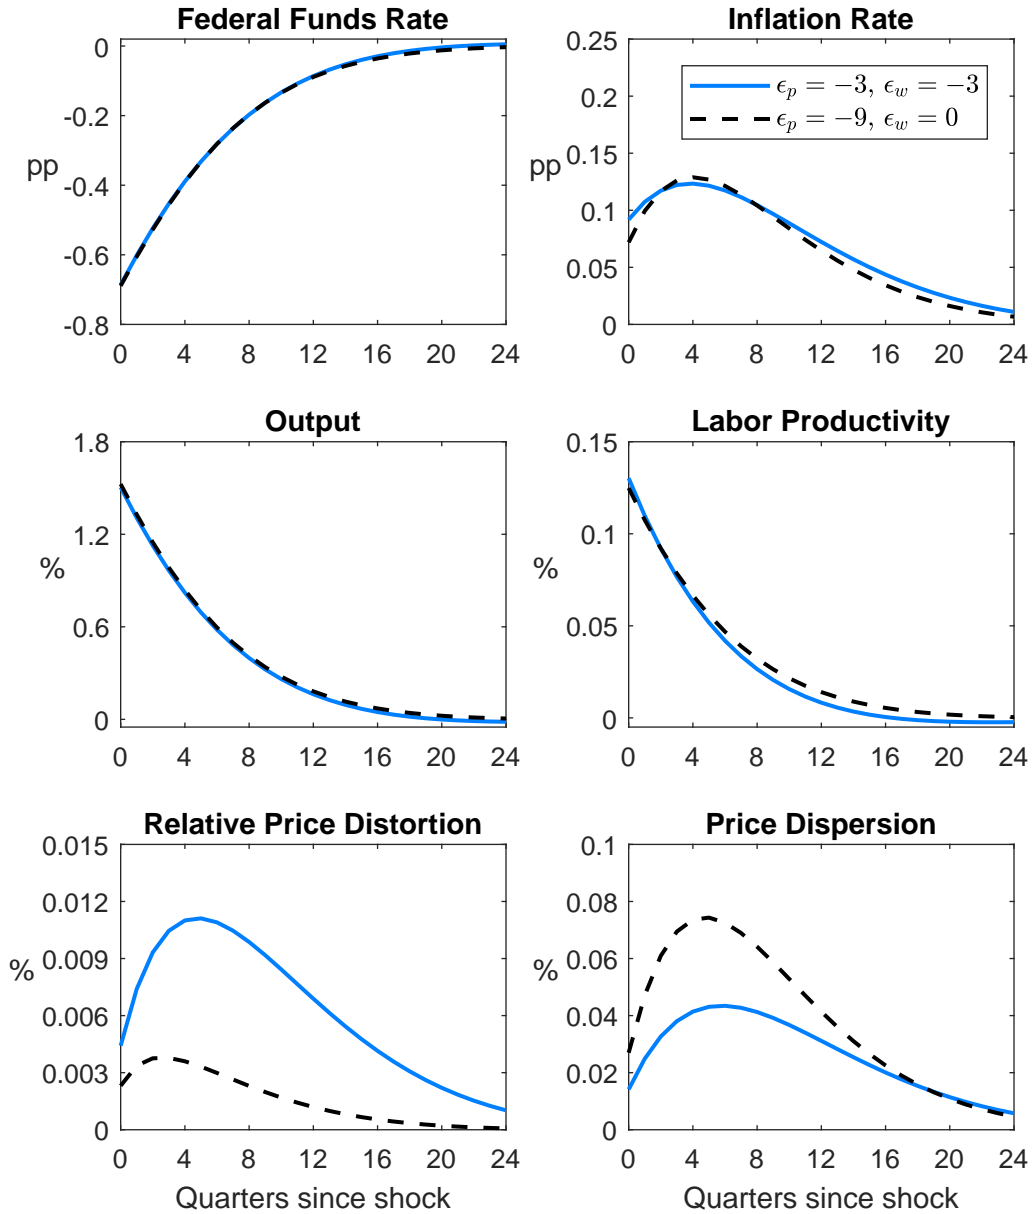 Federal Funds Rate
0
-0.2
-0.4
-0.6
-0.8
pp
0 4 8 12 16 20 24
Inflation Rate
0.25
0.2
0.15
0.1
0.05
0
pp
ϵ_p = −3, ϵ_w = −3
ϵ_p = −9, ϵ_w = 0
0 4 8 12 16 20 24
Output
1.8
1.2
0.6
0
%
0 4 8 12 16 20 24
Labor Productivity
0.15
0.1
0.05
0
%
0 4 8 12 16 20 24
Relative Price Distortion
0.015
0.012
0.009
0.006
0.003
0
%
0 4 8 12 16 20 24
Quarters since shock
Price Dispersion
0.1
0.08
0.06
0.04
0.02
0
%
0 4 8 12 16 20 24
Quarters since shock